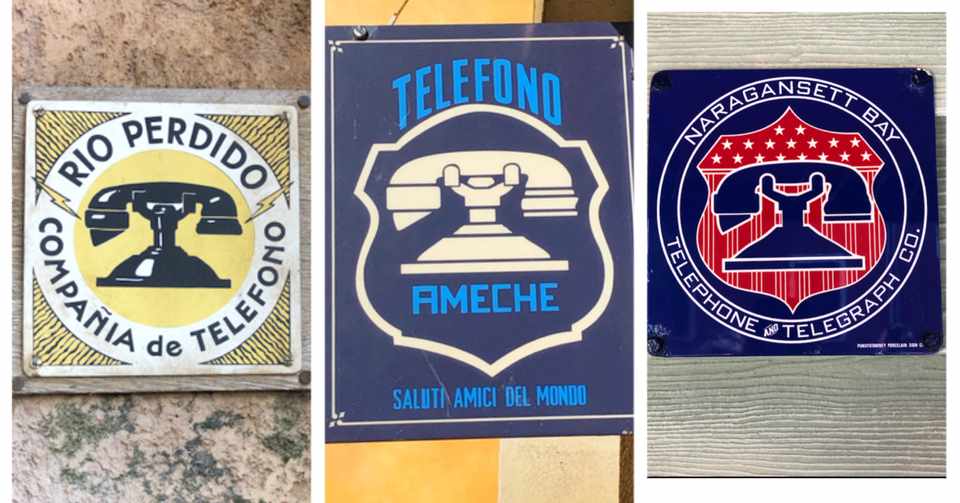 RIO PERDIDO
COMPAÑIA de TELEFONO
TELEFONO
AMECHE
SALUTI AMICI DEL MONDO
NARAGANSETT BAY
TELEPHONE AND TELEGRAPH CO.